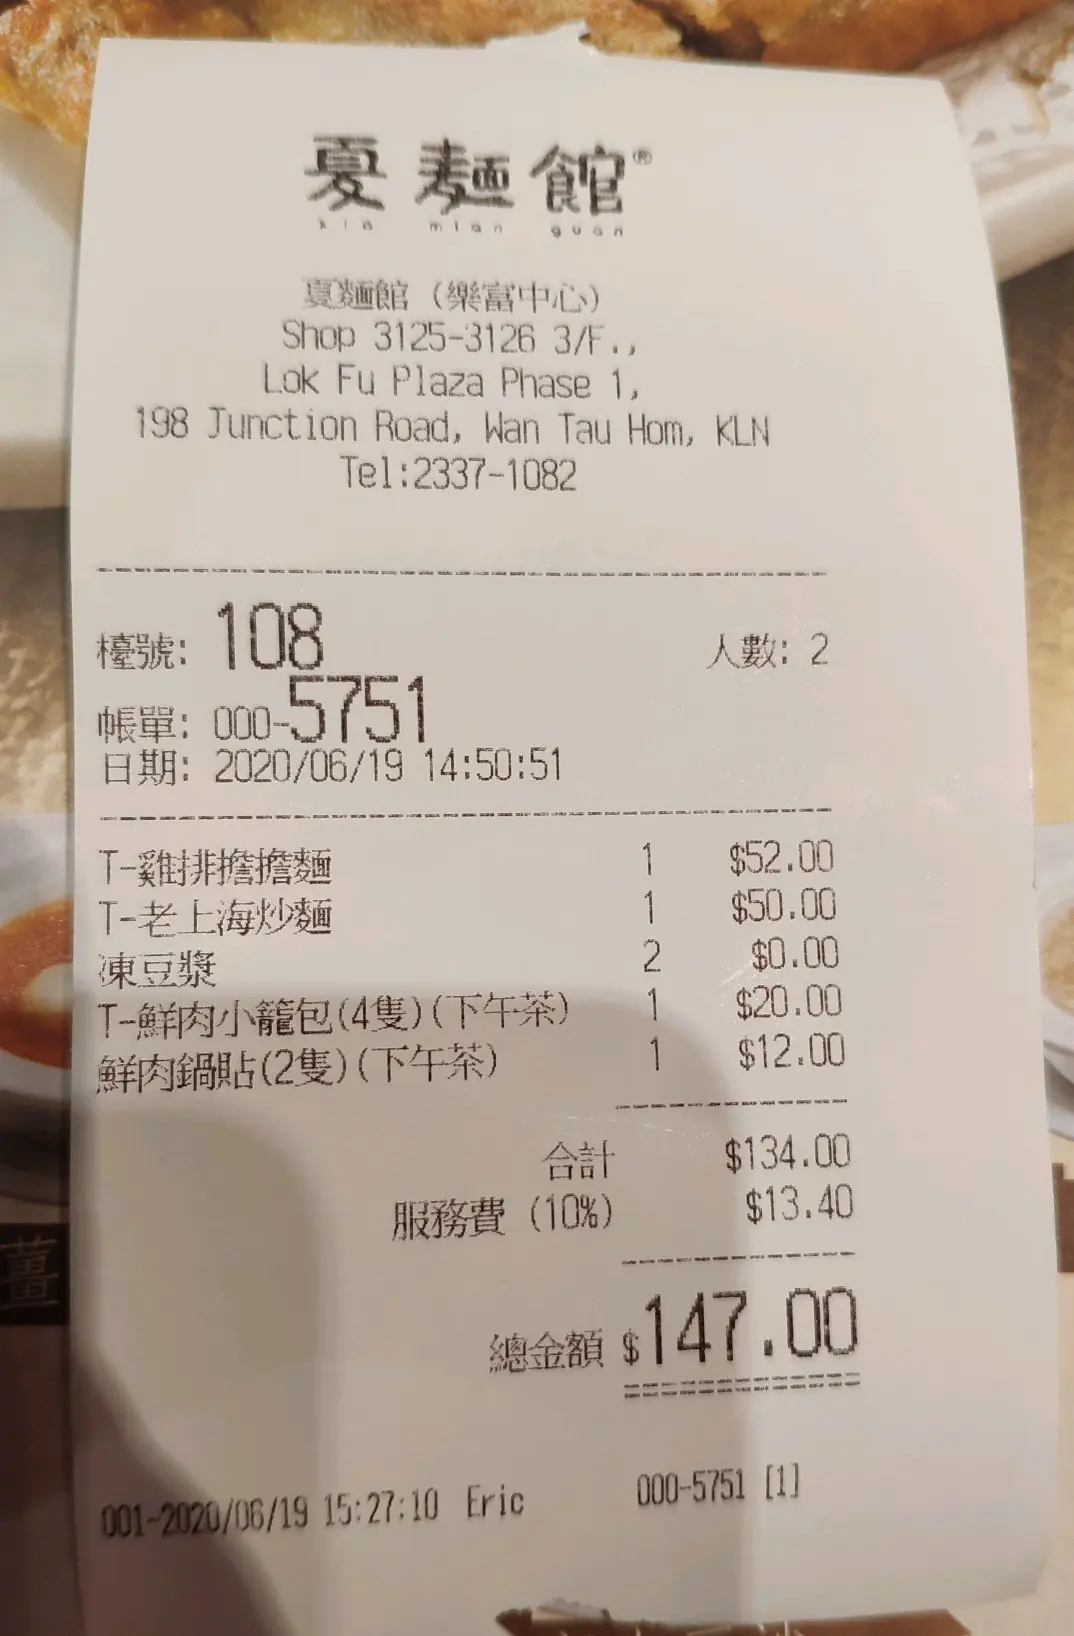 夏麵館®
xia mian guan
夏麵館 (樂富中心)
Shop 3125-3126 3/F.,
Lok Fu Plaza Phase 1,
198 Junction Road, Wan Tau Hom, KLN
Tel:2337-1082
檯號: 108 人數: 2
帳單: 000-5751
日期: 2020/06/19 14:50:51
T-雞排擔擔麵 1 $52.00
T-老上海炒麵 1 $50.00
凍豆漿 2 $0.00
T-鮮肉小籠包(4隻)(下午茶) 1 $20.00
鮮肉鍋貼(2隻)(下午茶) 1 $12.00
合計 $134.00
服務費 (10%) $13.40
總金額 $147.00
001-2020/06/19 15:27:10 Eric 000-5751 [1]
薑